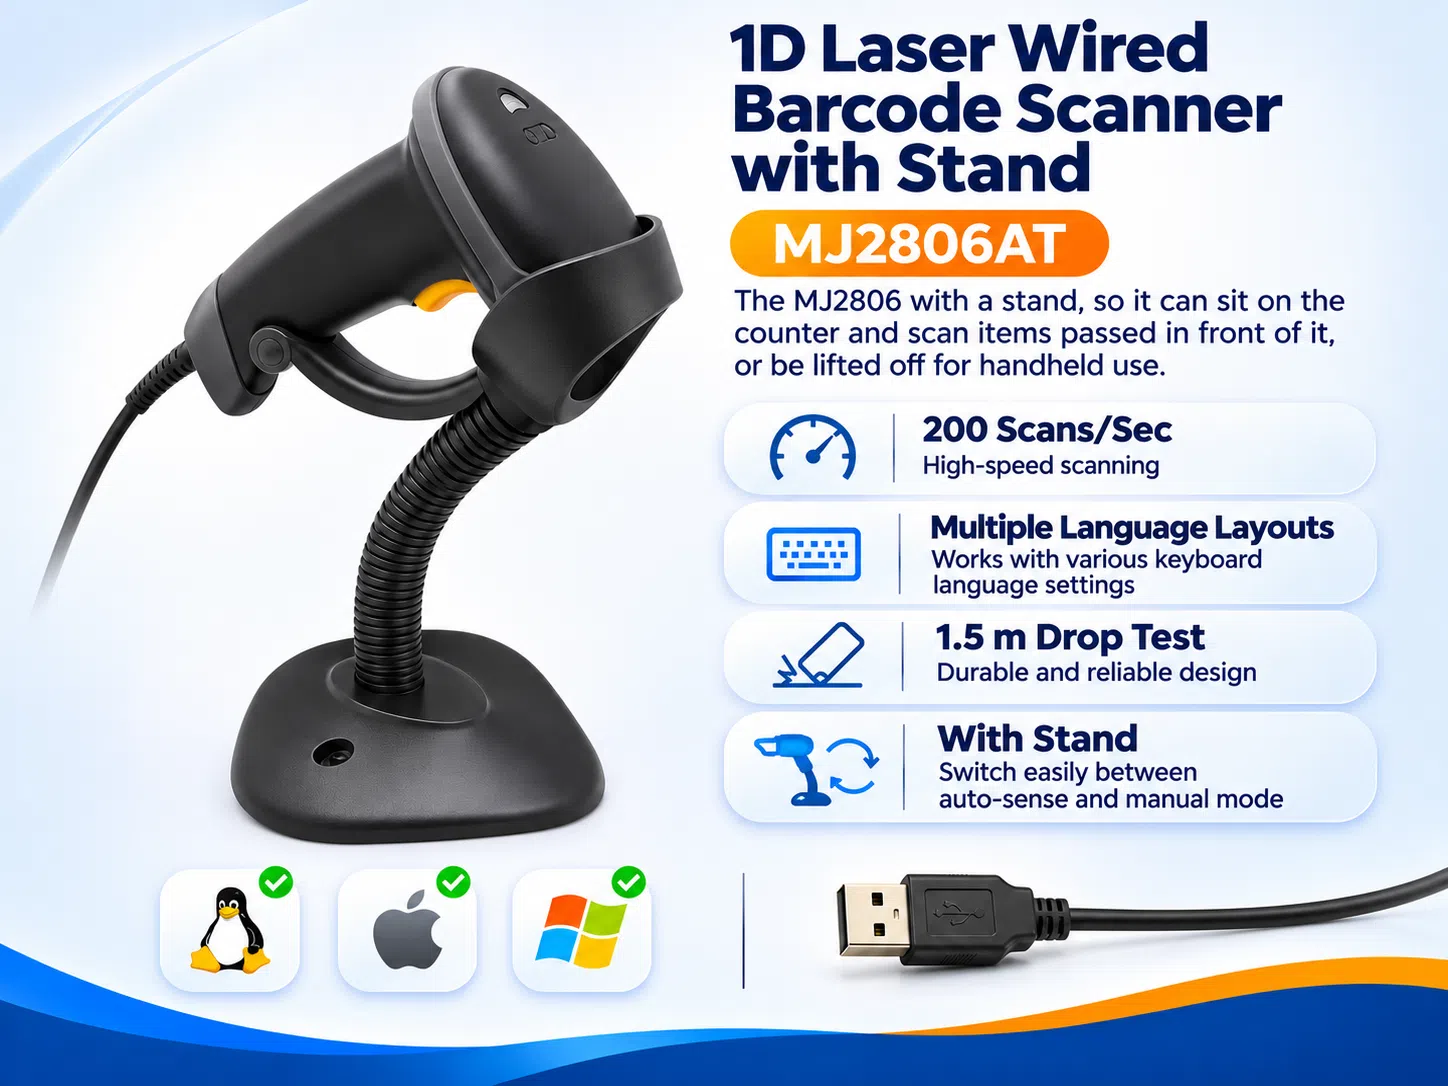 1D Laser Wired
Barcode Scanner
with Stand
MJ2806AT
The MJ2806 with a stand, so it can sit on the
counter and scan items passed in front of it,
or be lifted off for handheld use.
200 Scans/Sec
High-speed scanning
Multiple Language Layouts
Works with various keyboard
language settings
1.5 m Drop Test
Durable and reliable design
With Stand
Switch easily between
auto-sense and manual mode